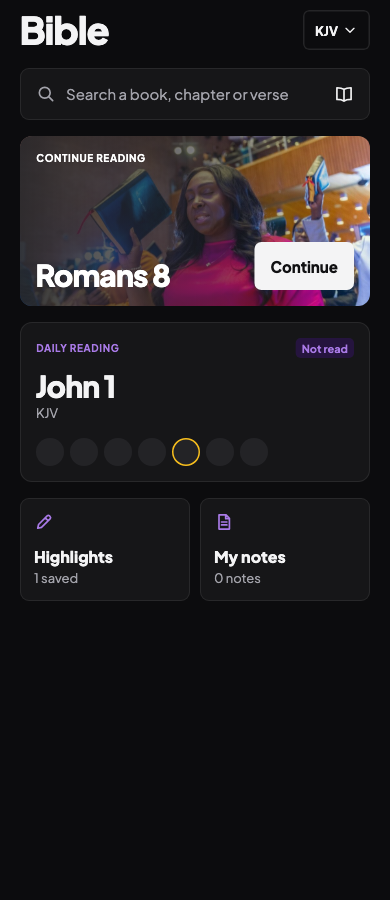 Bible
KJV
Search a book, chapter or verse
CONTINUE READING
Romans 8
Continue
DAILY READING
Not read
John 1
KJV
Highlights
1 saved
My notes
0 notes